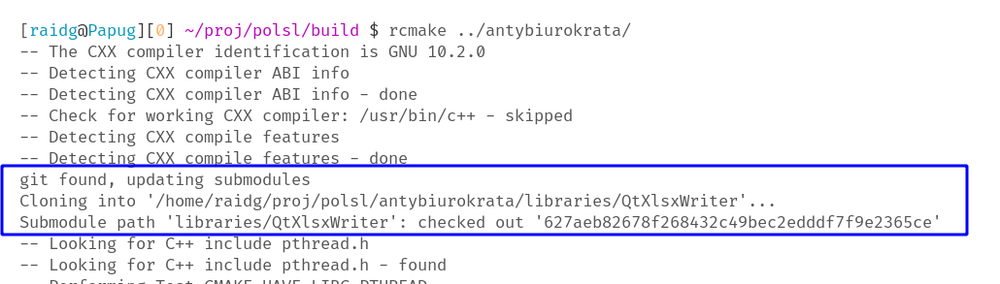 [raidg@Papug][0] ~/proj/polsl/build $ rcmake ../antybiurokrata/
-- The CXX compiler identification is GNU 10.2.0
-- Detecting CXX compiler ABI info
-- Detecting CXX compiler ABI info - done
-- Check for working CXX compiler: /usr/bin/c++ - skipped
-- Detecting CXX compile features
-- Detecting CXX compile features - done
git found, updating submodules
Cloning into '/home/raidg/proj/polsl/antybiurokrata/libraries/QtXlsxWriter'...
Submodule path 'libraries/QtXlsxWriter': checked out '627aeb82678f268432c49bec2edddf7f9e2365ce'
-- Looking for C++ include pthread.h
-- Looking for C++ include pthread.h - found
-- Performing Test CMAKE_HAVE_LIBC_PTHREAD